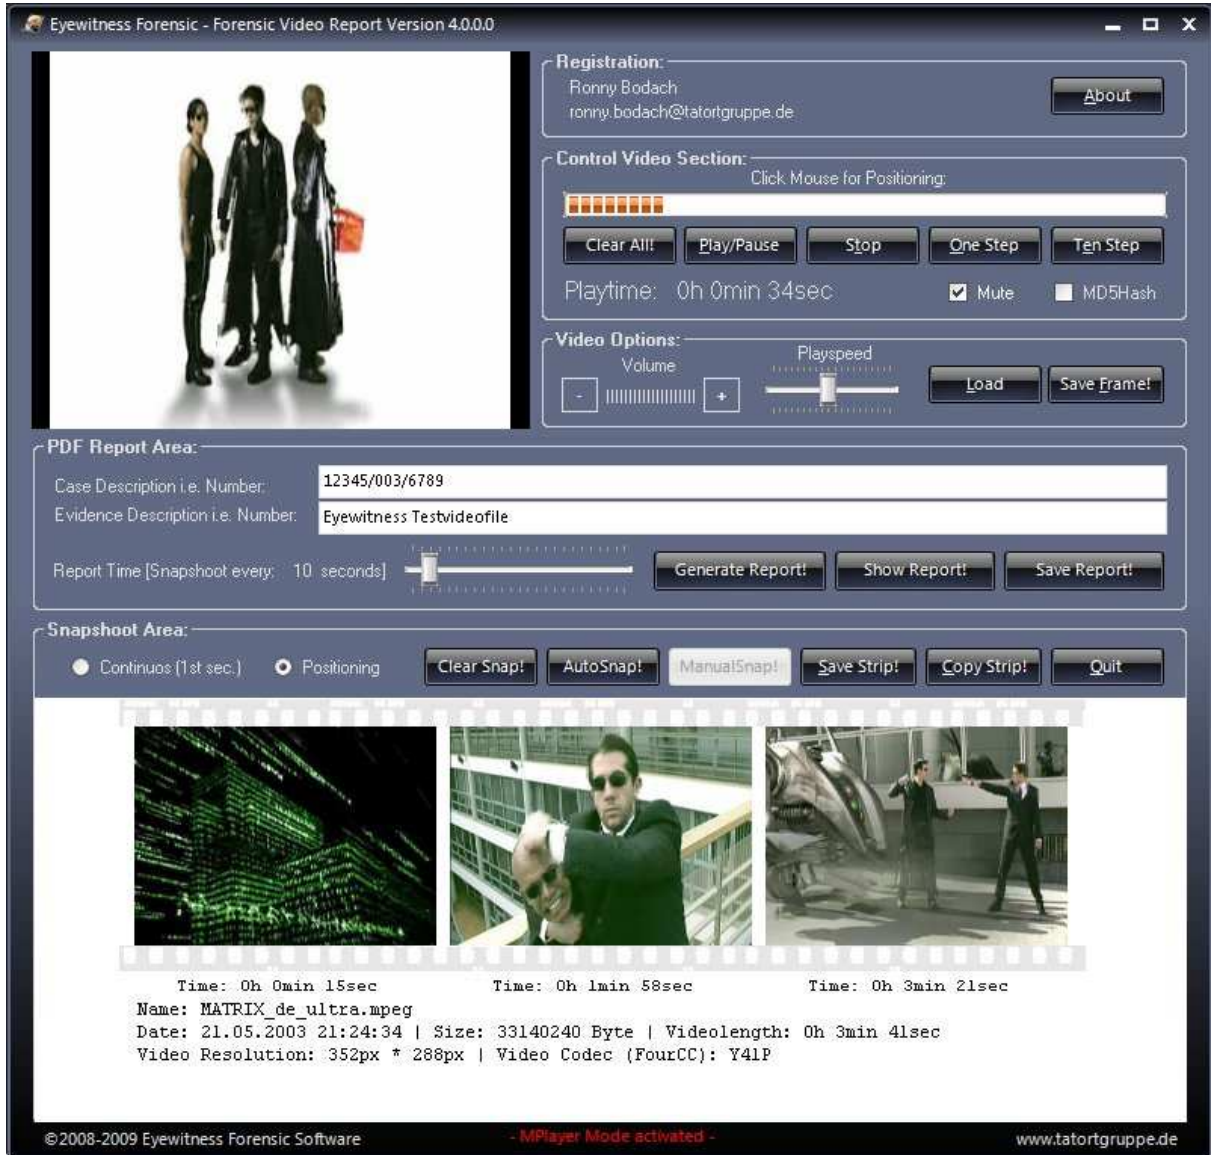 Eyewitness Forensic - Forensic Video Report Version 4.0.0.0
Registration:
Ronny Bodach
ronny.bodach@tatortgruppe.de
About
Control Video Section:
Click Mouse for Positioning:
Clear All! Play/Pause Stop One Step Ten Step
Playtime: 0h 0min 34sec Mute MD5Hash
Video Options:
Volume Playspeed
- + Load Save Frame!
PDF Report Area:
Case Description i.e. Number: 12345/003/6789
Evidence Description i.e. Number: Eyewitness Testvideofile
Report Time [Snapshoot every: 10 seconds] Generate Report! Show Report! Save Report!
Snapshoot Area:
Continuos (1st sec.) Positioning Clear Snap! AutoSnap! ManualSnap! Save Strip! Copy Strip! Quit
Time: 0h 0min 15sec Time: 0h 1min 58sec Time: 0h 3min 21sec
Name: MATRIX_de_ultra.mpeg
Date: 21.05.2003 21:24:34 | Size: 33140240 Byte | Videolength: 0h 3min 41sec
Video Resolution: 352px * 288px | Video Codec (FourCC): Y41P
©2008-2009 Eyewitness Forensic Software - MPlayer Mode activated - www.tatortgruppe.de